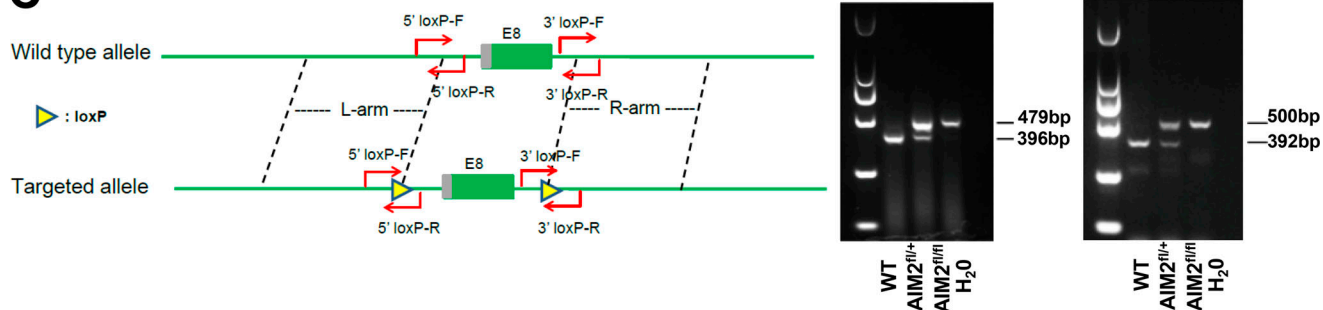 5' loxP-F
3' loxP-F
E8
Wild type allele
5' loxP-R
3' loxP-R
: loxP
L-arm
R-arm
5' loxP-F
E8
3' loxP-F
Targeted allele
5' loxP-R
3' loxP-R
479bp
396bp
WT
AIM2fl/+
AIM2fl/fl
H20
500bp
392bp
WT
AIM2fl/+
AIM2fl/fl
H20